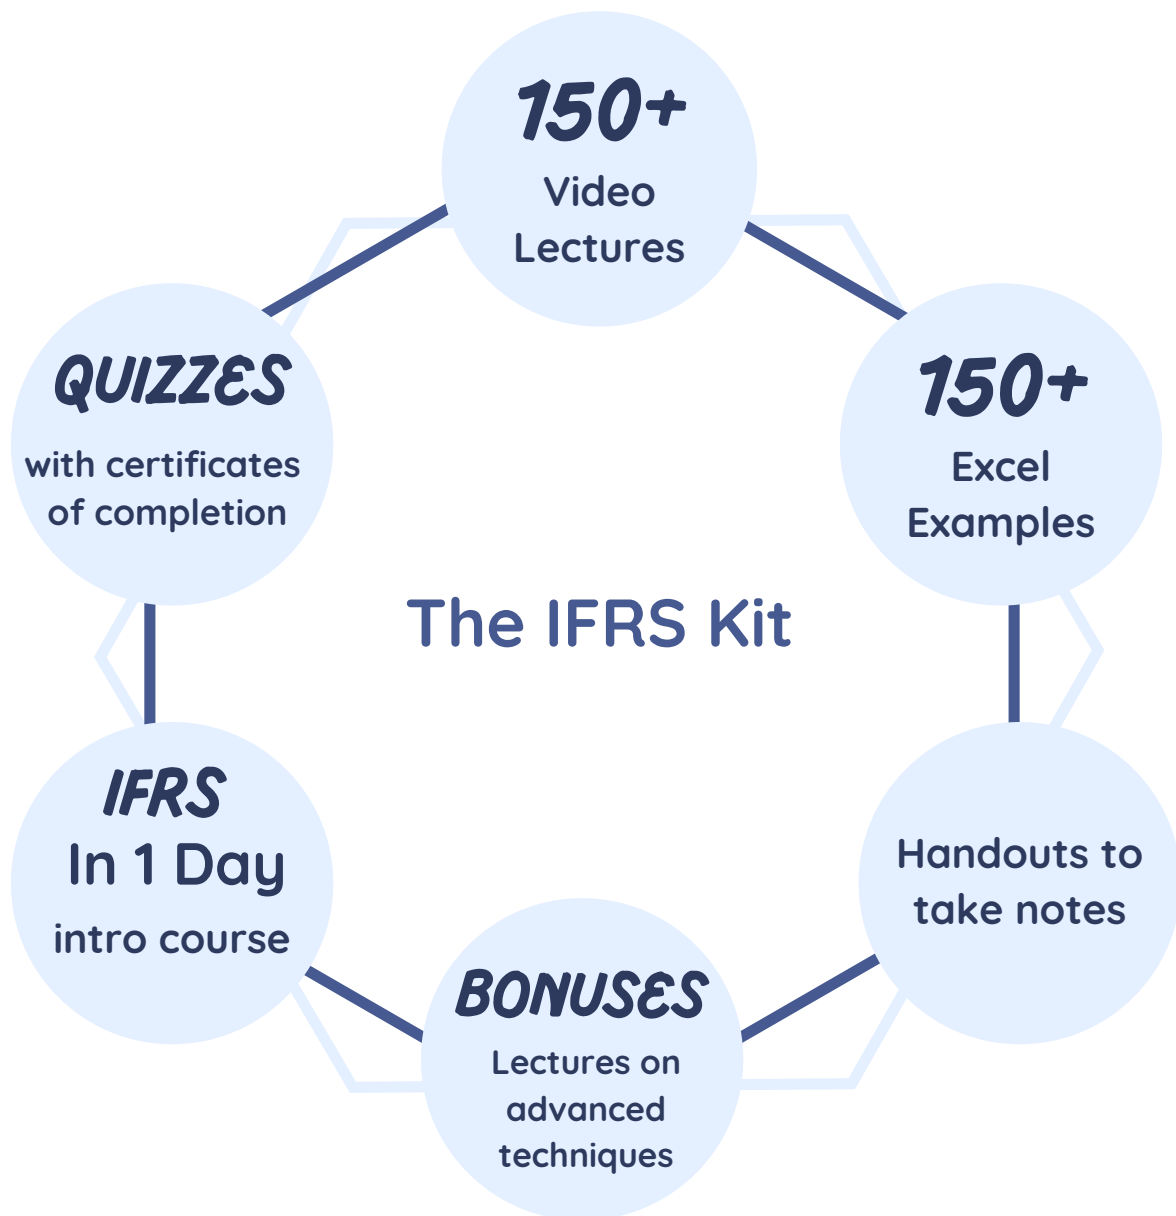 150+
Video
Lectures
QUIZZES
with certificates
of completion
150+
Excel
Examples
The IFRS Kit
IFRS
In 1 Day
intro course
Handouts to
take notes
BONUSES
Lectures on
advanced
techniques